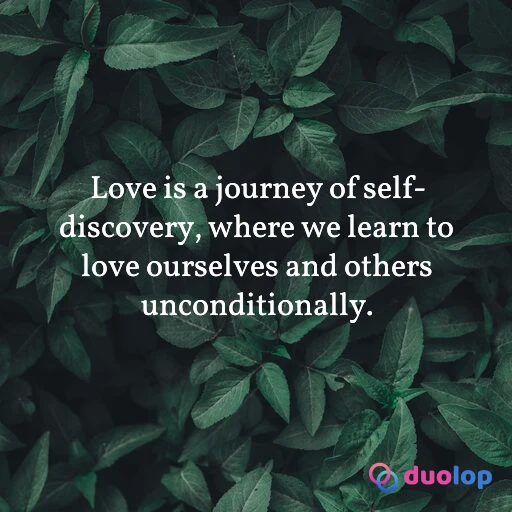 Love is a journey of self-
discovery, where we learn to
love ourselves and others
unconditionally.
duolop